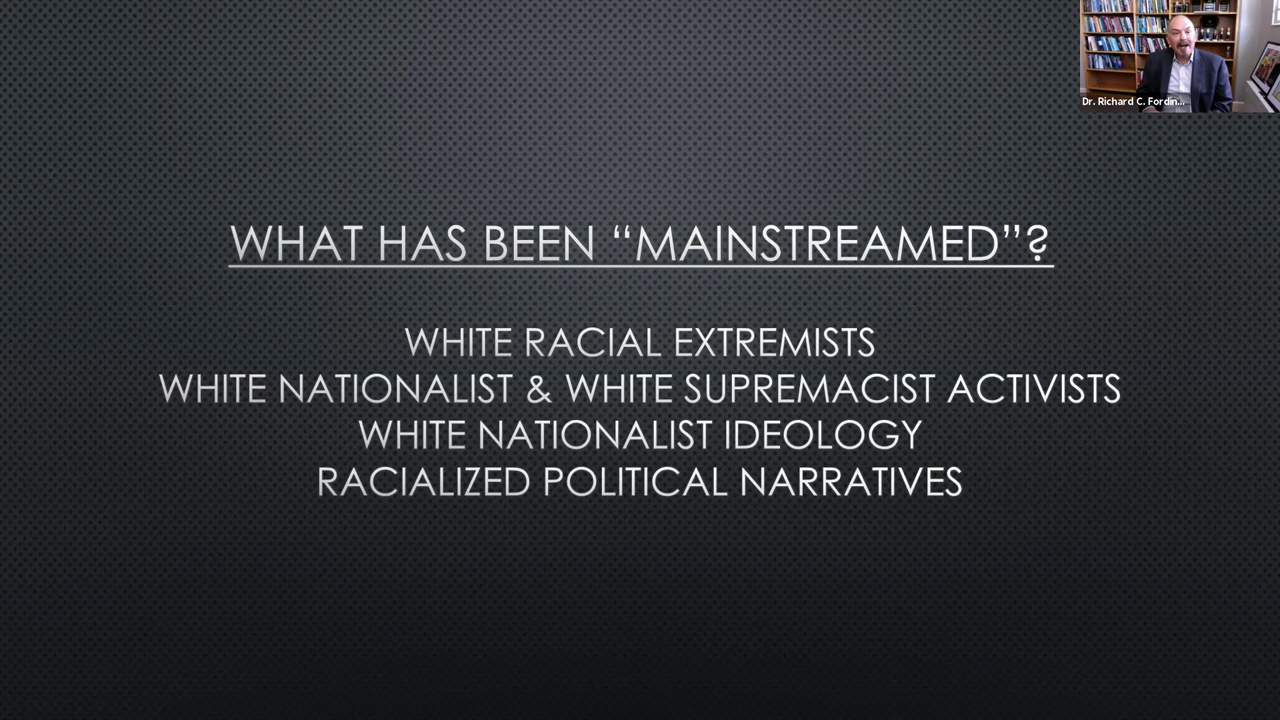 Dr. Richard C. Fordin...
WHAT HAS BEEN “MAINSTREAMED”?
WHITE RACIAL EXTREMISTS
WHITE NATIONALIST & WHITE SUPREMACIST ACTIVISTS
WHITE NATIONALIST IDEOLOGY
RACIALIZED POLITICAL NARRATIVES